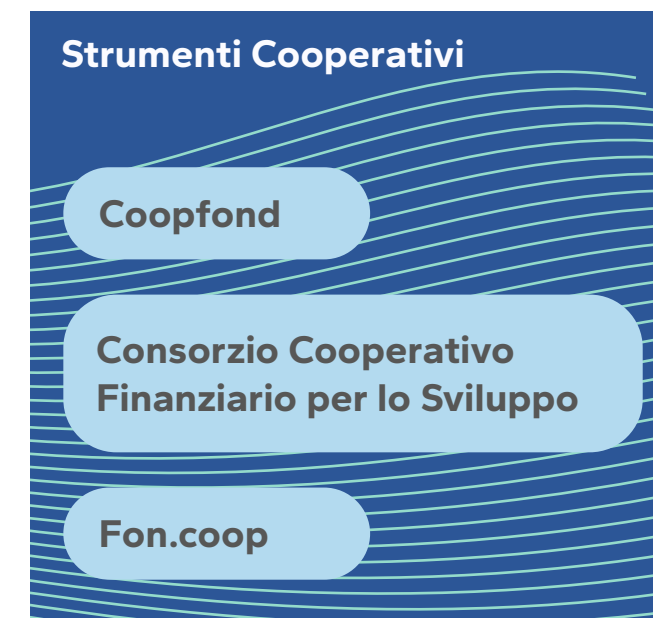 Strumenti Cooperativi
Coopfond
Consorzio Cooperativo
Finanziario per lo Sviluppo
Fon.coop